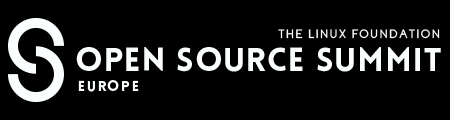 THE LINUX FOUNDATION
OPEN SOURCE SUMMIT
EUROPE